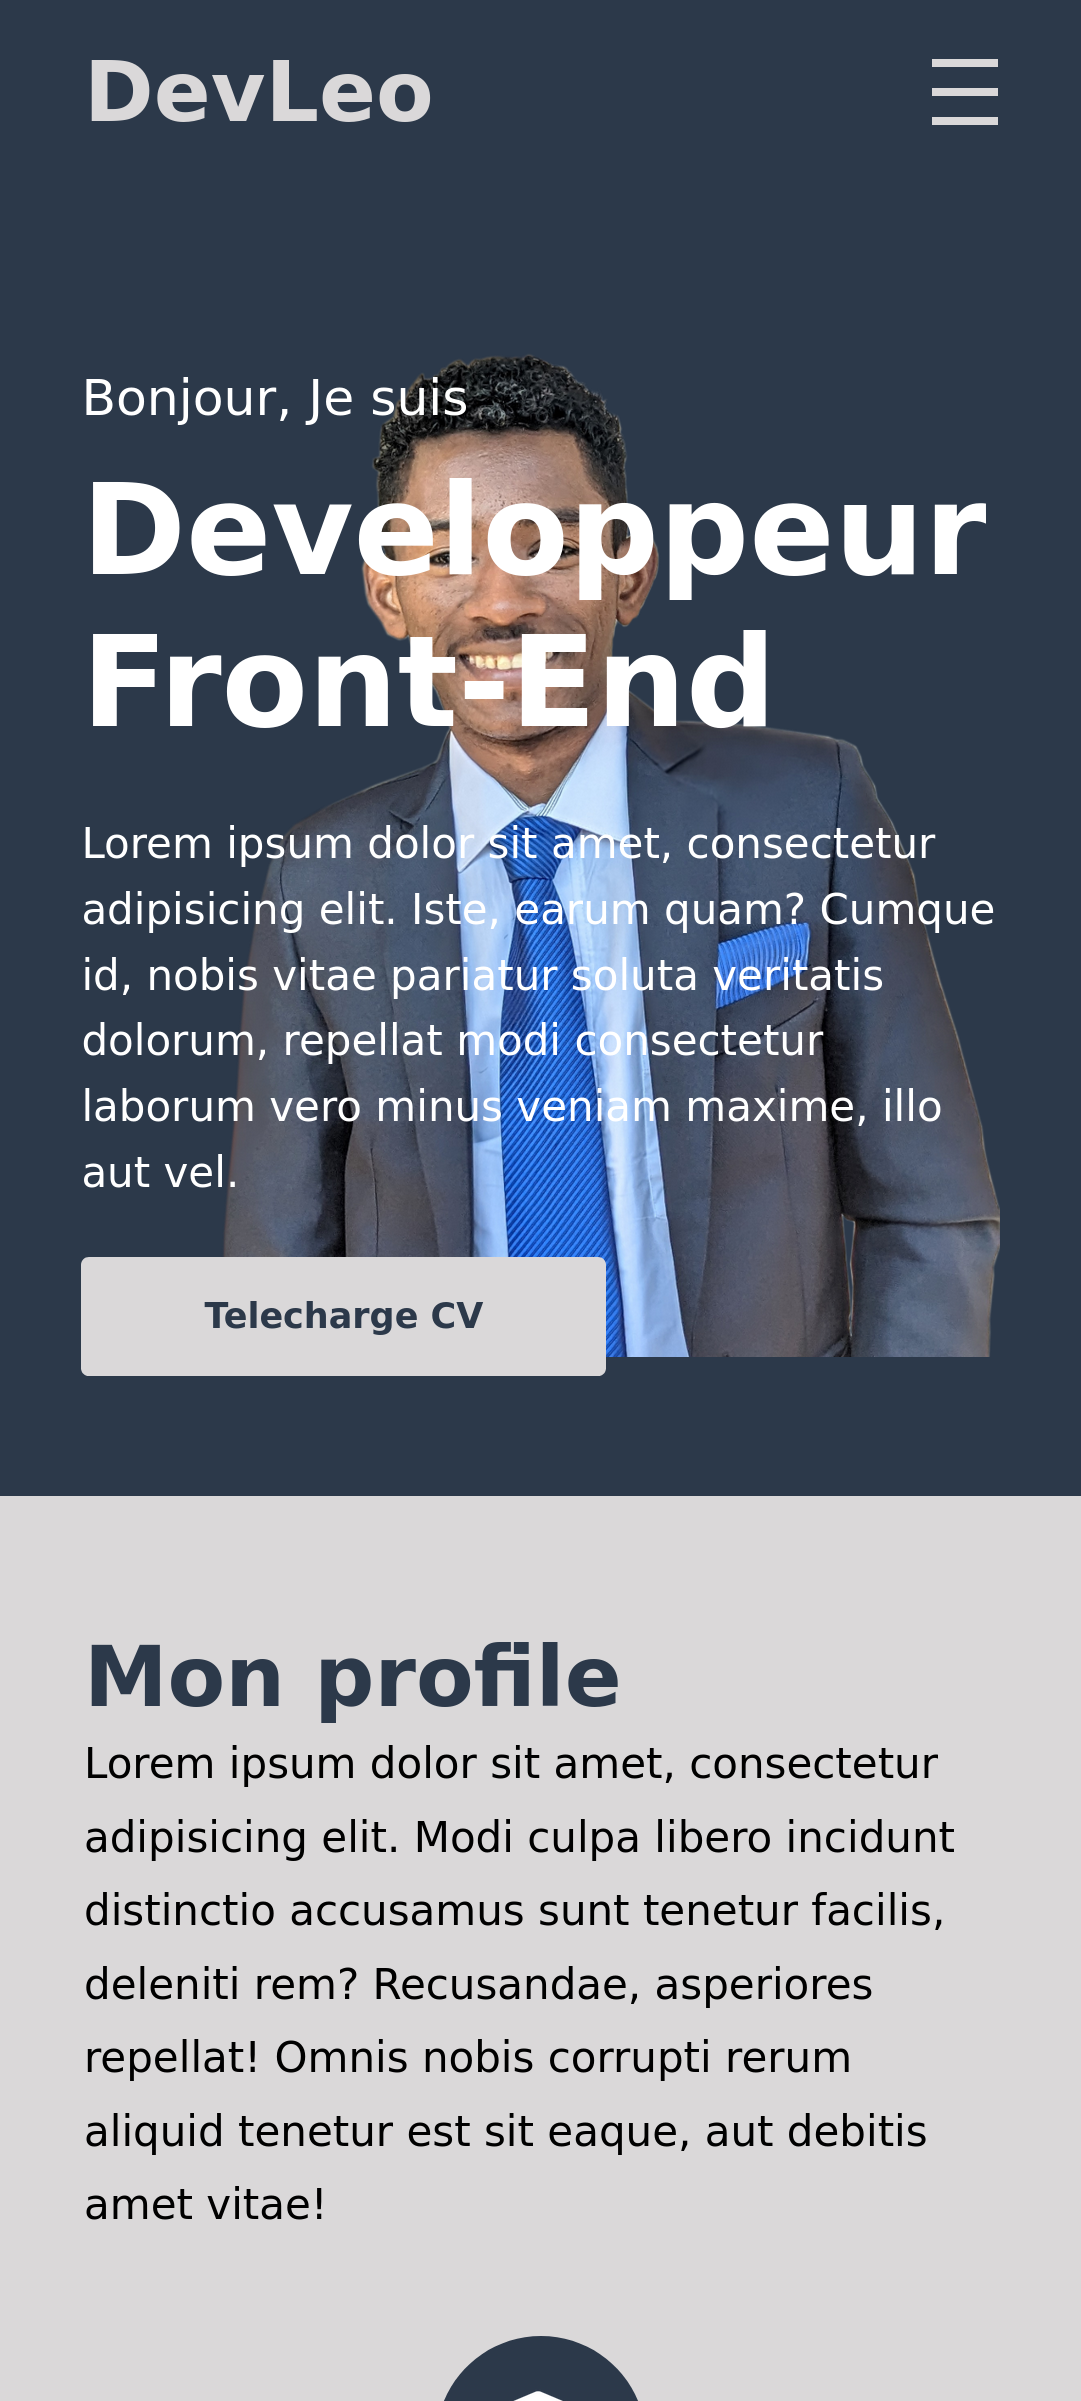 DevLeo
Bonjour, Je suis
Developpeur
Front-End
Lorem ipsum dolor sit amet, consectetur
adipisicing elit. Iste, earum quam? Cumque
id, nobis vitae pariatur soluta veritatis
dolorum, repellat modi consectetur
laborum vero minus veniam maxime, illo
aut vel.
Telecharge CV
Mon profile
Lorem ipsum dolor sit amet, consectetur
adipisicing elit. Modi culpa libero incidunt
distinctio accusamus sunt tenetur facilis,
deleniti rem? Recusandae, asperiores
repellat! Omnis nobis corrupti rerum
aliquid tenetur est sit eaque, aut debitis
amet vitae!